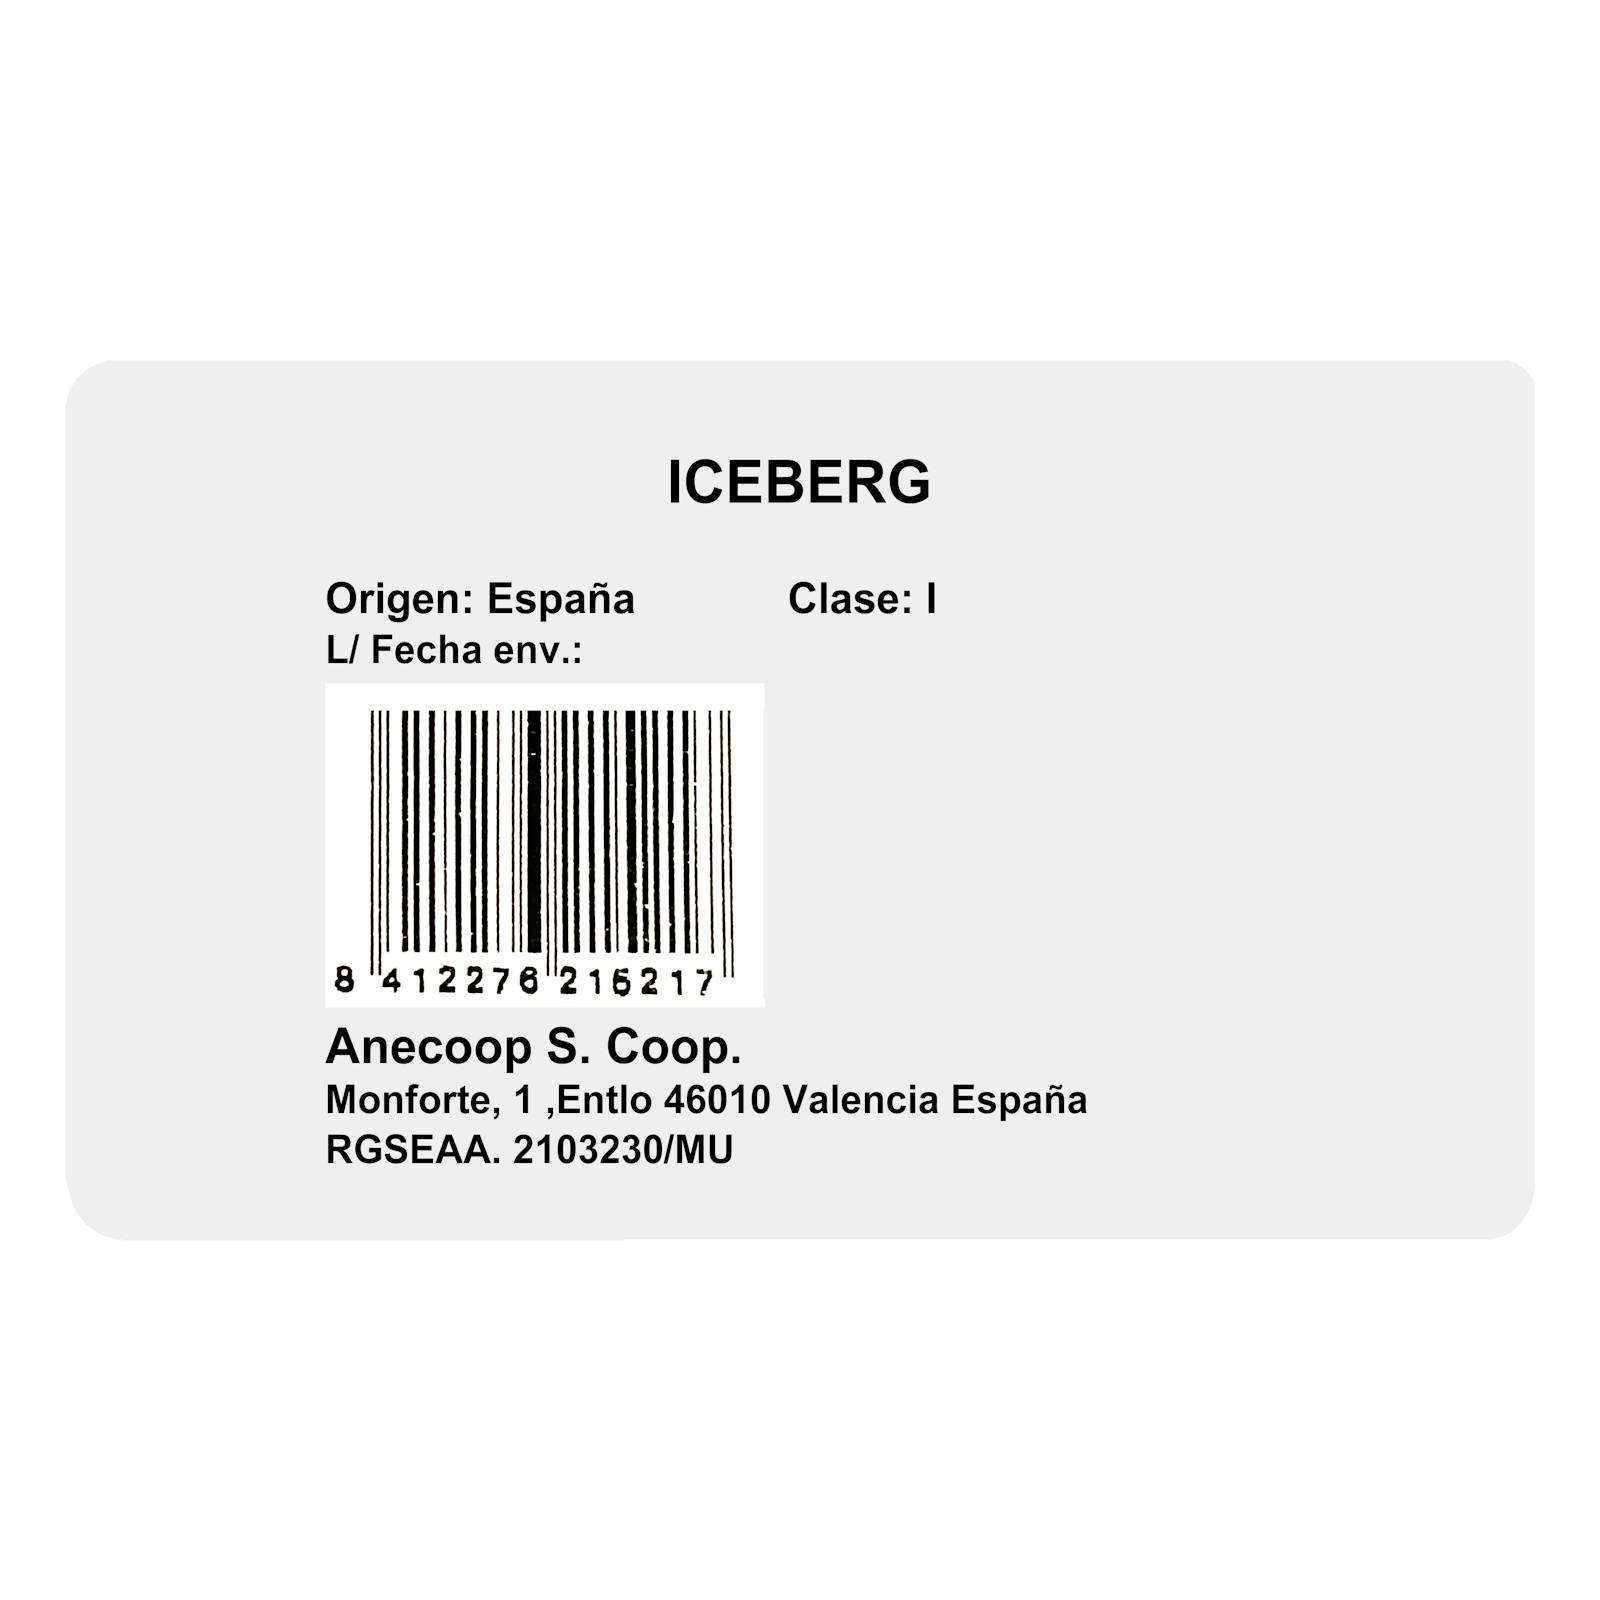 ICEBERG
Origen: España Clase: I
L/ Fecha env.:
8 412276 215217
Anecoop S. Coop.
Monforte, 1 ,Entlo 46010 Valencia España
RGSEAA. 2103230/MU